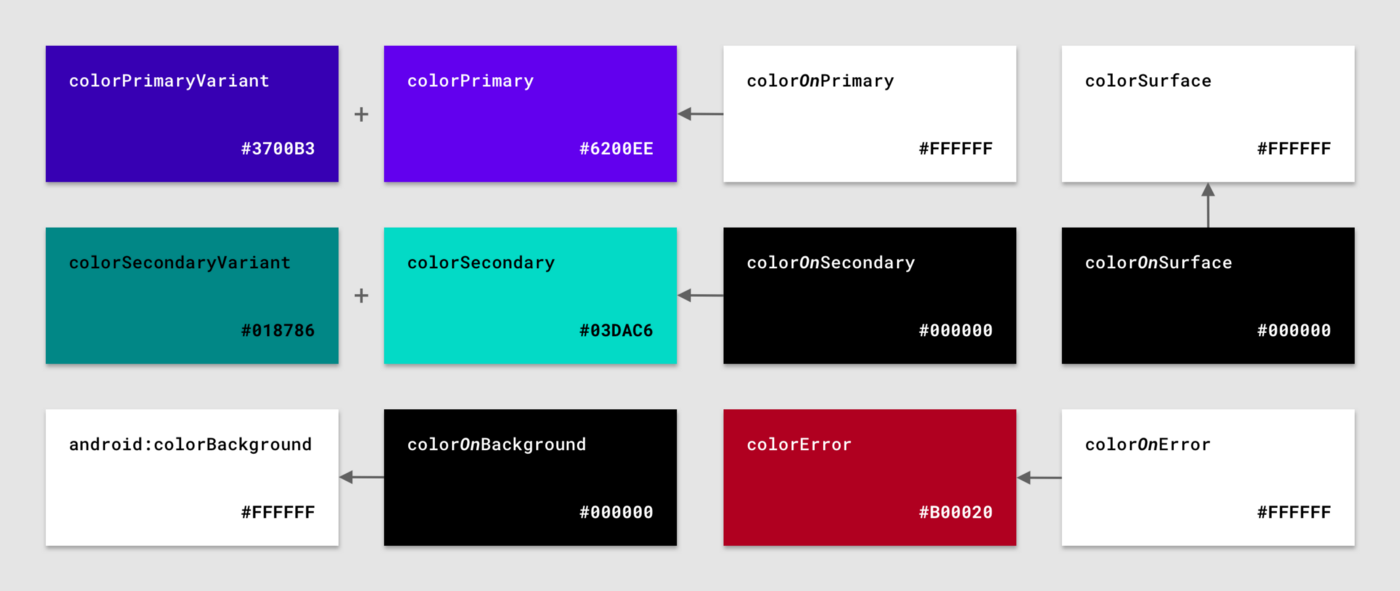 colorPrimaryVariant
#3700B3
+
colorPrimary
#6200EE
colorOnPrimary
#FFFFFF
colorSurface
#FFFFFF
colorSecondaryVariant
#018786
+
colorSecondary
#03DAC6
colorOnSecondary
#000000
colorOnSurface
#000000
android:colorBackground
#FFFFFF
colorOnBackground
#000000
colorError
#B00020
colorOnError
#FFFFFF